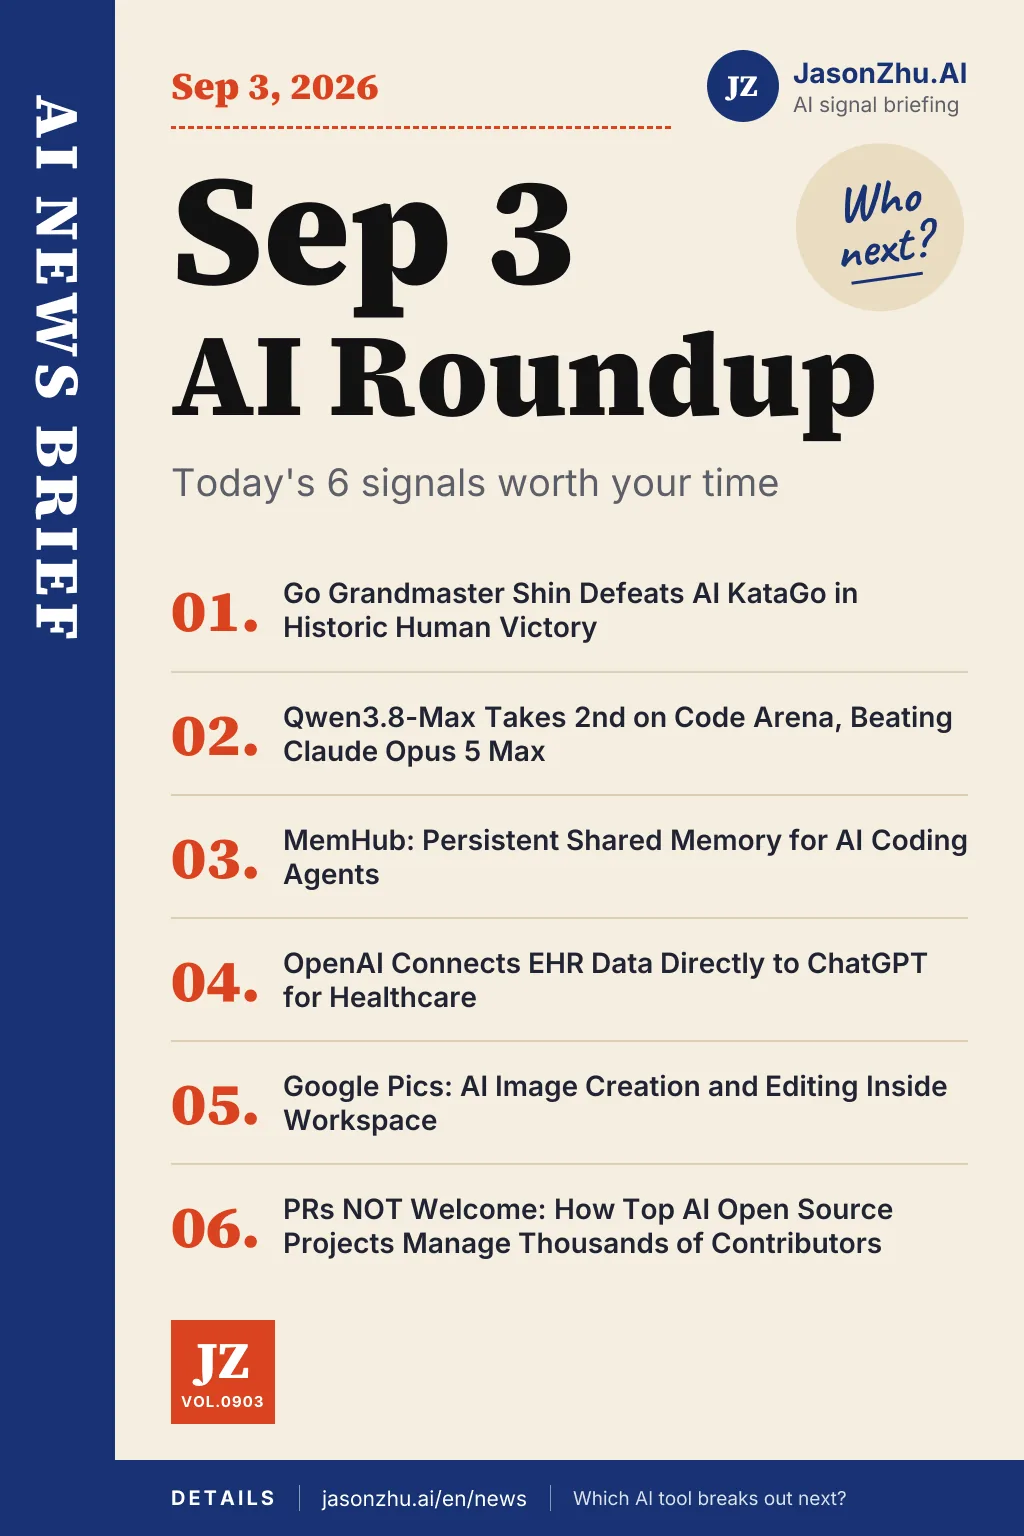 AI NEWS BRIEF
Sep 3, 2026
JZ
JasonZhu.AI
AI signal briefing
Who
next?
Sep 3
AI Roundup
Today's 6 signals worth your time
01.
Go Grandmaster Shin Defeats AI KataGo in
Historic Human Victory
02.
Qwen3.8-Max Takes 2nd on Code Arena, Beating
Claude Opus 5 Max
03.
MemHub: Persistent Shared Memory for AI Coding
Agents
04.
OpenAI Connects EHR Data Directly to ChatGPT
for Healthcare
05.
Google Pics: AI Image Creation and Editing Inside
Workspace
06.
PRs NOT Welcome: How Top AI Open Source
Projects Manage Thousands of Contributors
JZ
VOL.0903
DETAILS
jasonzhu.ai/en/news
Which AI tool breaks out next?